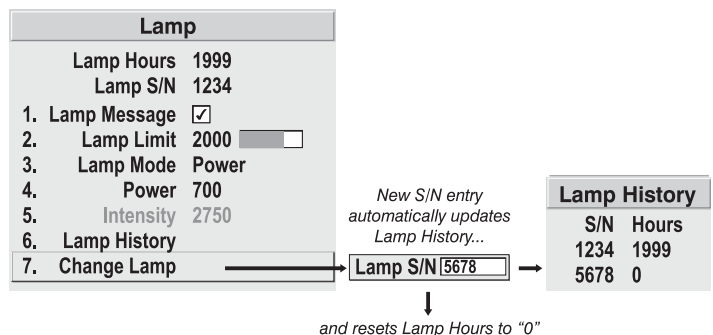 Lamp
Lamp Hours 1999
Lamp S/N 1234
1. Lamp Message ☑
2. Lamp Limit 2000
3. Lamp Mode Power
4. Power 700
5. Intensity 2750
6. Lamp History
7. Change Lamp
New S/N entry
automatically updates
Lamp History...
Lamp S/N 5678
and resets Lamp Hours to “0”
Lamp History
S/N Hours
1234 1999
5678 0